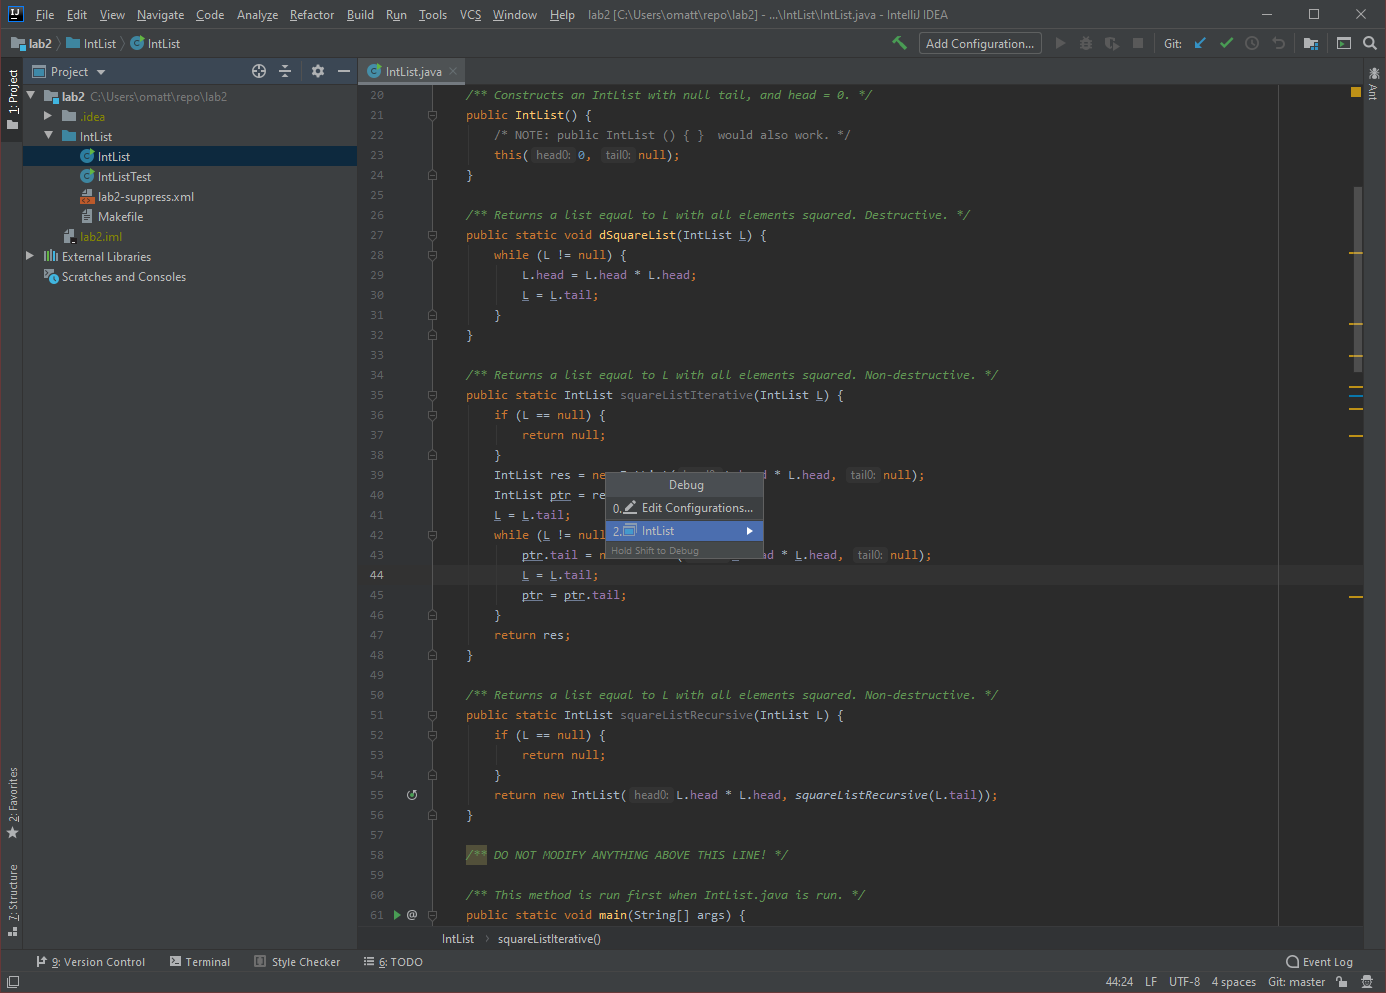 File Edit View Navigate Code Analyze Refactor Build Run Tools VCS Window Help lab2 [C:\Users\omatt\repo\lab2] - ...\IntList\IntList.java - IntelliJ IDEA
lab2 IntList IntList Add Configuration... Git:
Project IntList.java
1: Project
lab2 C:\Users\omatt\repo\lab2
.idea
IntList
IntList
IntListTest
lab2-suppress.xml
Makefile
lab2.iml
External Libraries
Scratches and Consoles
2: Favorites
7: Structure
Ant
20 /** Constructs an IntList with null tail, and head = 0. */
21 public IntList() {
22 /* NOTE: public IntList () { }  would also work. */
23 this( head0: 0, tail0: null);
24 }
25
26 /** Returns a list equal to L with all elements squared. Destructive. */
27 public static void dSquareList(IntList L) {
28 while (L != null) {
29 L.head = L.head * L.head;
30 L = L.tail;
31 }
32 }
33
34 /** Returns a list equal to L with all elements squared. Non-destructive. */
35 public static IntList squareListIterative(IntList L) {
36 if (L == null) {
37 return null;
38 }
39 IntList res = ne * L.head, tail0: null);
40 IntList ptr = re
41 L = L.tail;
42 while (L != null
43 ptr.tail = n ad * L.head, tail0: null);
44 L = L.tail;
45 ptr = ptr.tail;
46 }
47 return res;
48 }
49
50 /** Returns a list equal to L with all elements squared. Non-destructive. */
51 public static IntList squareListRecursive(IntList L) {
52 if (L == null) {
53 return null;
54 }
55 return new IntList( head0: L.head * L.head, squareListRecursive(L.tail));
56 }
57
58 /** DO NOT MODIFY ANYTHING ABOVE THIS LINE! */
59
60 /** This method is run first when IntList.java is run. */
61 @ public static void main(String[] args) {
Debug
0. Edit Configurations...
2. IntList
Hold Shift to Debug
IntList squareListIterative()
9: Version Control Terminal Style Checker 6: TODO Event Log
44:24 LF UTF-8 4 spaces Git: master